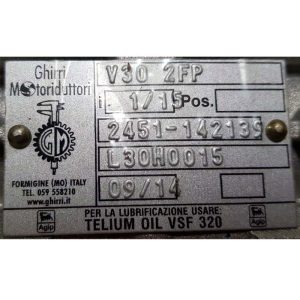 Ghirri
Motoriduttori
V30 2FP
i 1/15 Pos.
2451-142139
L30H0015
09/14
GM
FORMIGINE (MO) ITALY
TEL. 059 558210
www.ghirri.it
PER LA LUBRIFICAZIONE USARE:
TELIUM OIL VSF 320
Agip
Agip